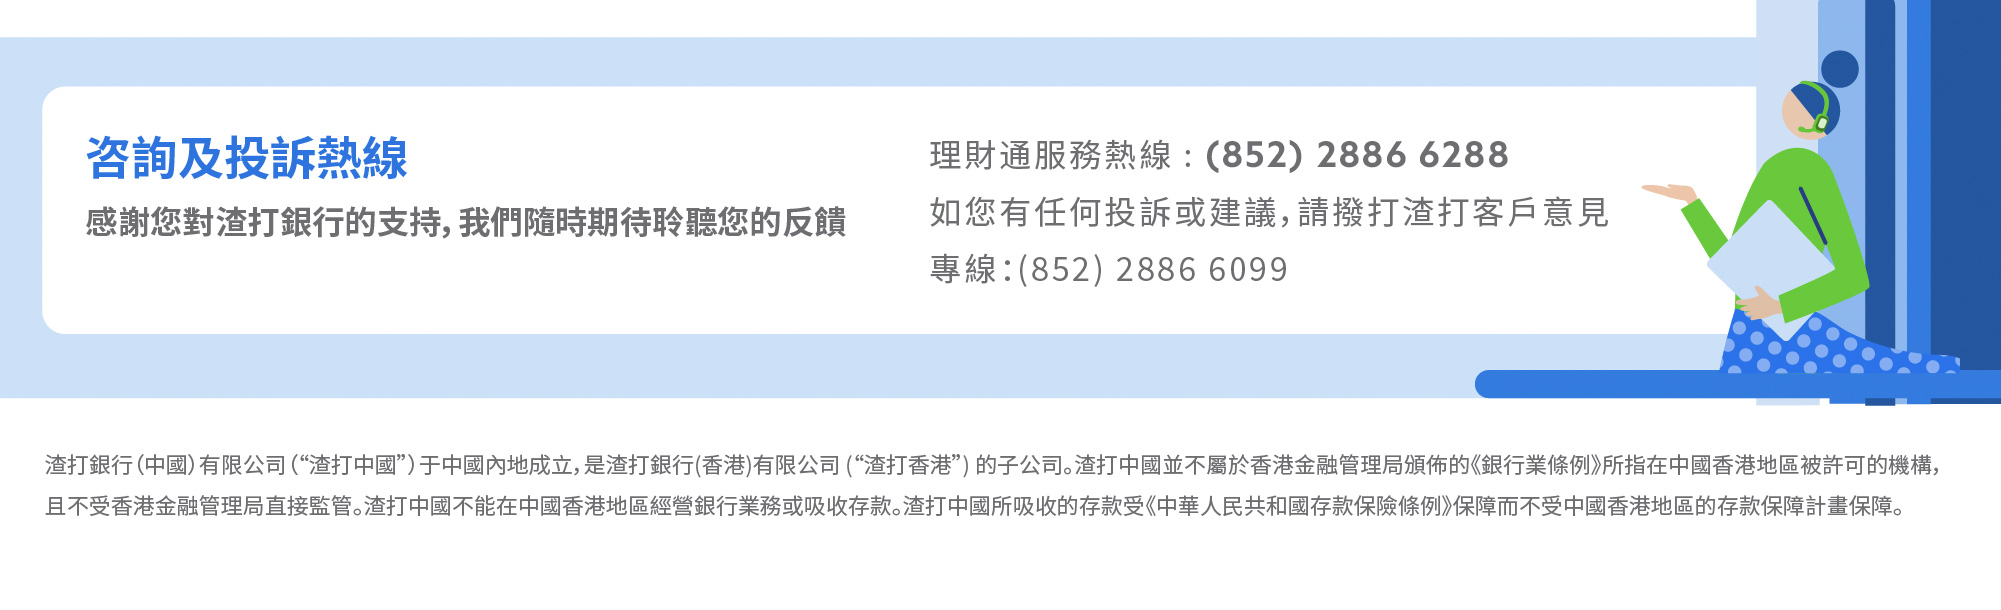 咨詢及投訴熱線
感謝您對渣打銀行的支持，我們隨時期待聆聽您的反饋
理財通服務熱線：(852) 2886 6288
如您有任何投訴或建議，請撥打渣打客戶意見
專線：(852) 2886 6099
渣打銀行（中國）有限公司（“渣打中國”）于中國內地成立，是渣打銀行(香港)有限公司 (“渣打香港”) 的子公司。渣打中國並不屬於香港金融管理局頒佈的《銀行業條例》所指在中國香港地區被許可的機構，
且不受香港金融管理局直接監管。渣打中國不能在中國香港地區經營銀行業務或吸收存款。渣打中國所吸收的存款受《中華人民共和國存款保險條例》保障而不受中國香港地區的存款保障計畫保障。